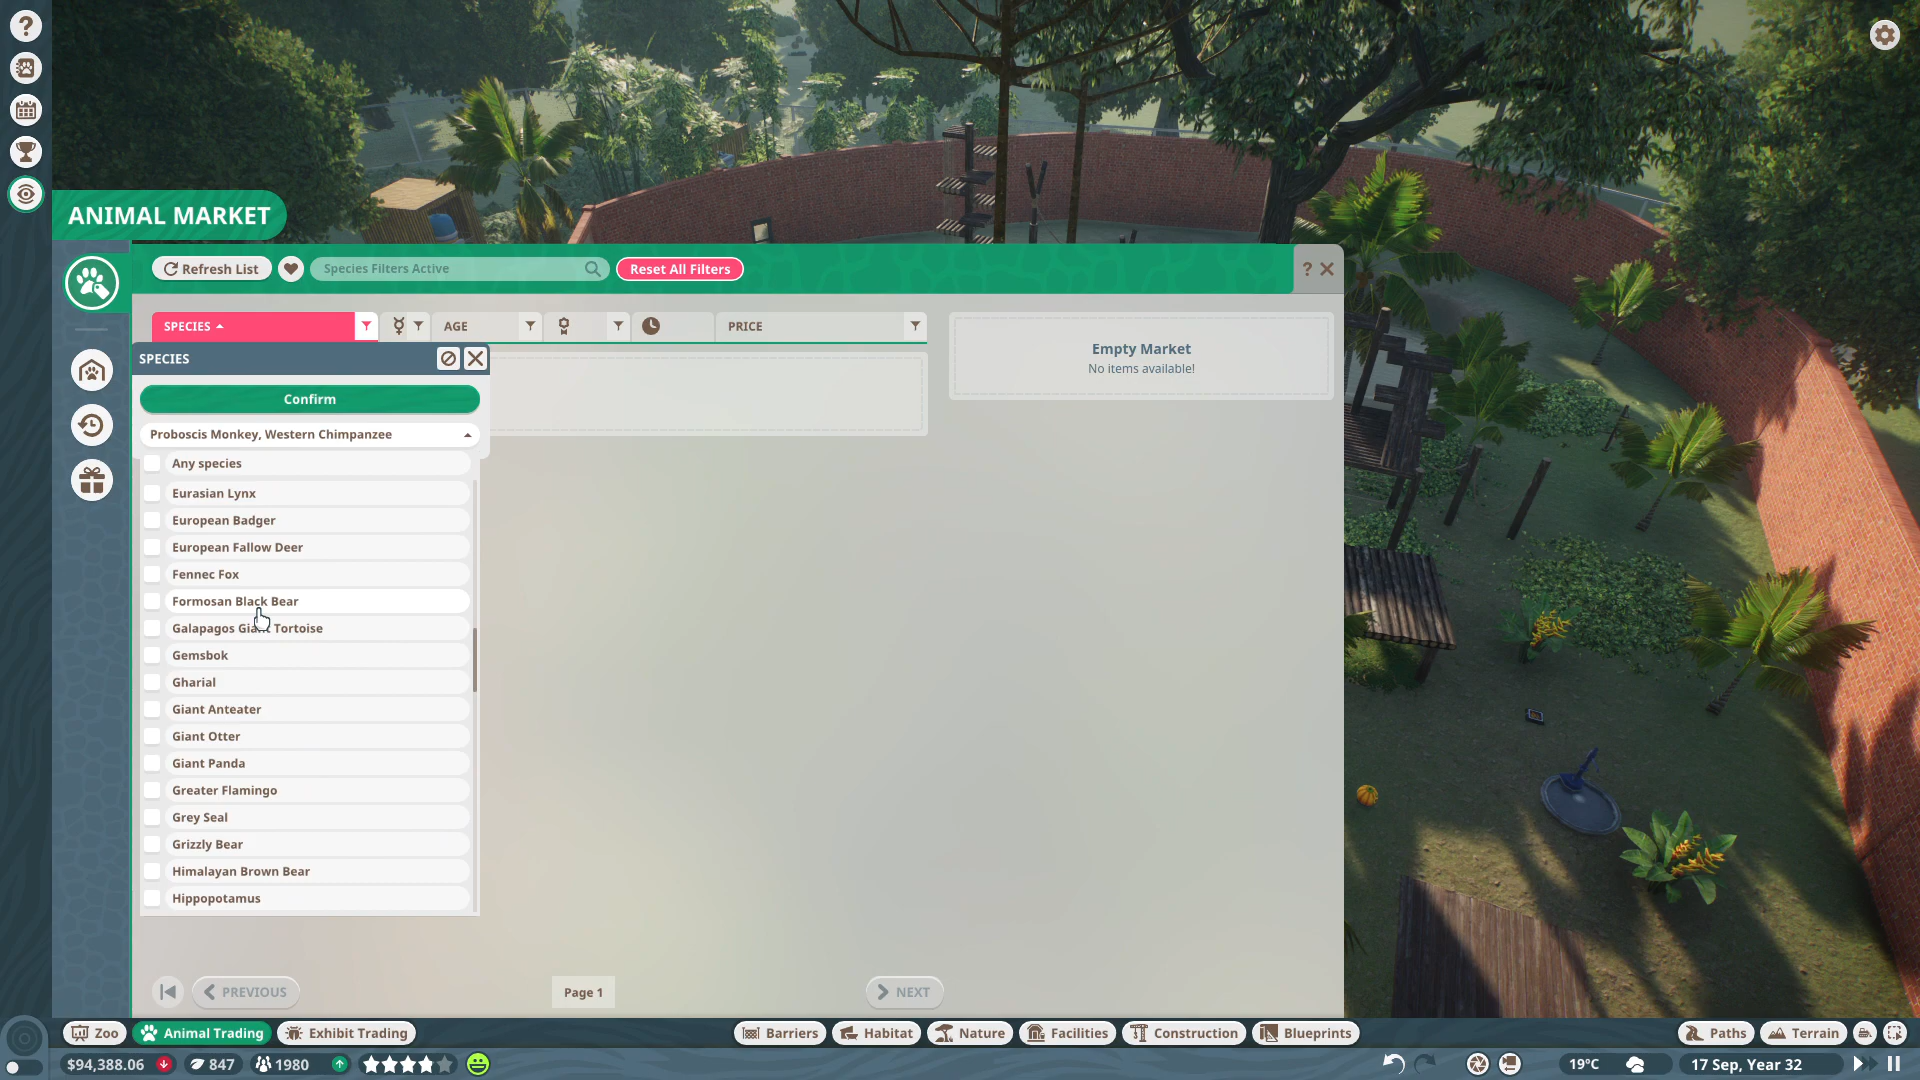 ANIMAL MARKET
Refresh List
Species Filters Active
Reset All Filters
?
SPECIES
AGE
PRICE
SPECIES
Confirm
Proboscis Monkey, Western Chimpanzee
Any species
Eurasian Lynx
European Badger
European Fallow Deer
Fennec Fox
Formosan Black Bear
Galapagos Giant Tortoise
Gemsbok
Gharial
Giant Anteater
Giant Otter
Giant Panda
Greater Flamingo
Grey Seal
Grizzly Bear
Himalayan Brown Bear
Hippopotamus
Empty Market
No items available!
PREVIOUS
Page 1
NEXT
Zoo
Animal Trading
Exhibit Trading
Barriers
Habitat
Nature
Facilities
Construction
Blueprints
Paths
Terrain
$94,388.06
847
1980
19°C
17 Sep, Year 32